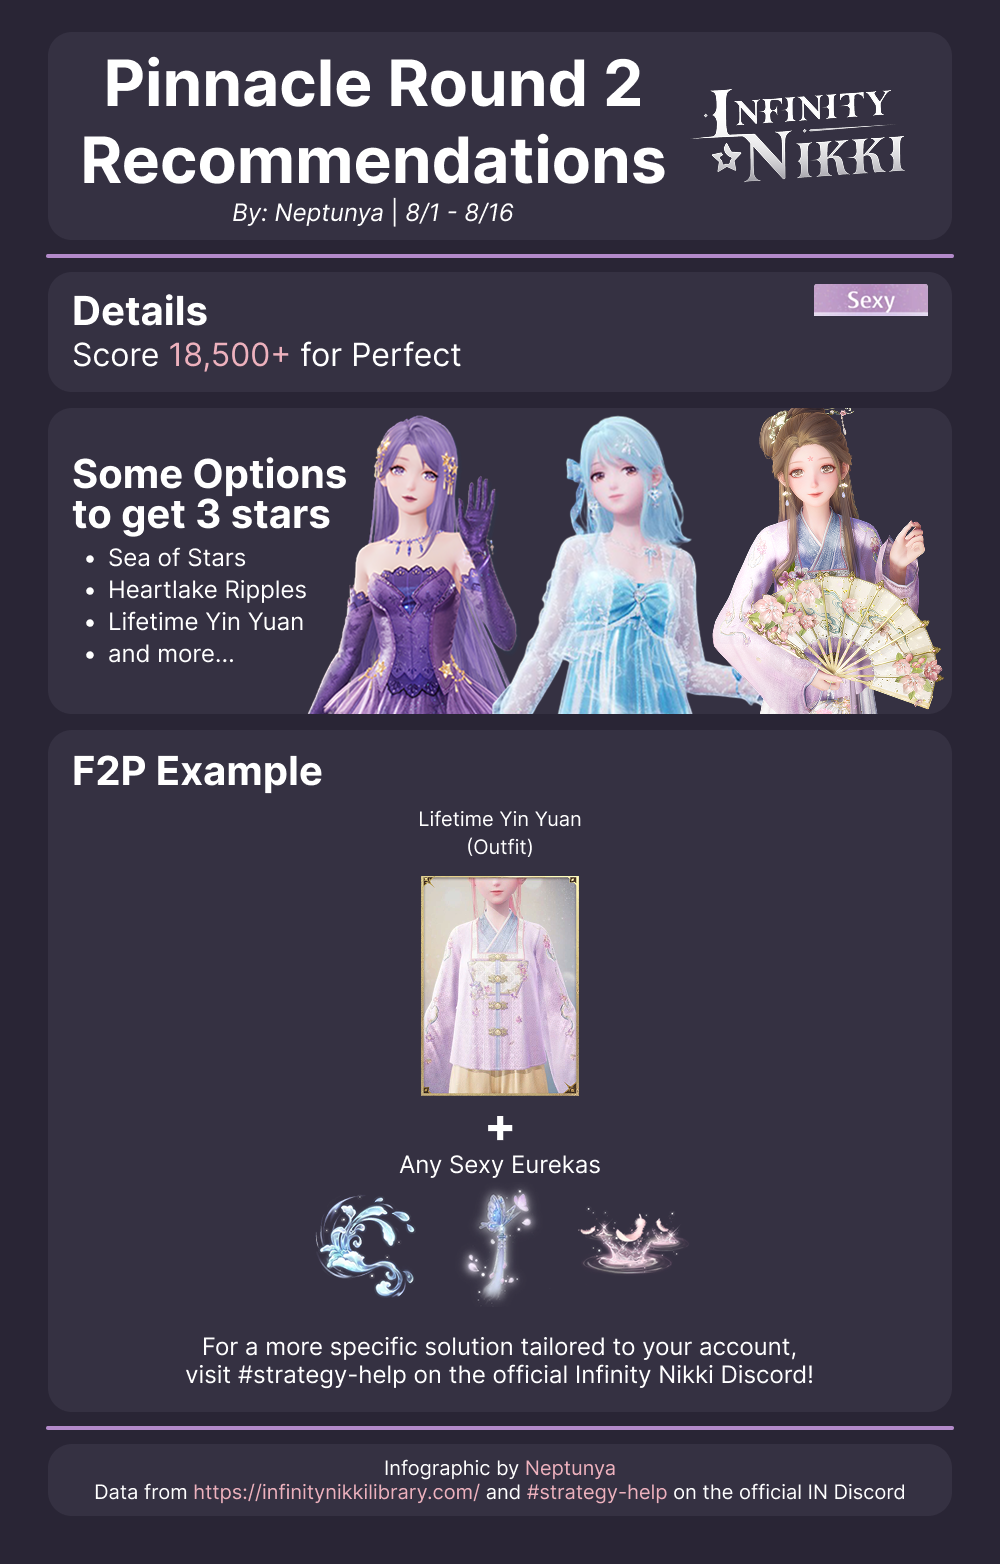 Pinnacle Round 2
Recommendations
By: Neptunya | 8/1 - 8/16
INFINITY
NIKKI
Details
Sexy
Score 18,500+ for Perfect
Some Options
to get 3 stars
• Sea of Stars
• Heartlake Ripples
• Lifetime Yin Yuan
• and more...
F2P Example
Lifetime Yin Yuan
(Outfit)
+
Any Sexy Eurekas
For a more specific solution tailored to your account,
visit #strategy-help on the official Infinity Nikki Discord!
Infographic by Neptunya
Data from https://infinitynikkilibrary.com/ and #strategy-help on the official IN Discord